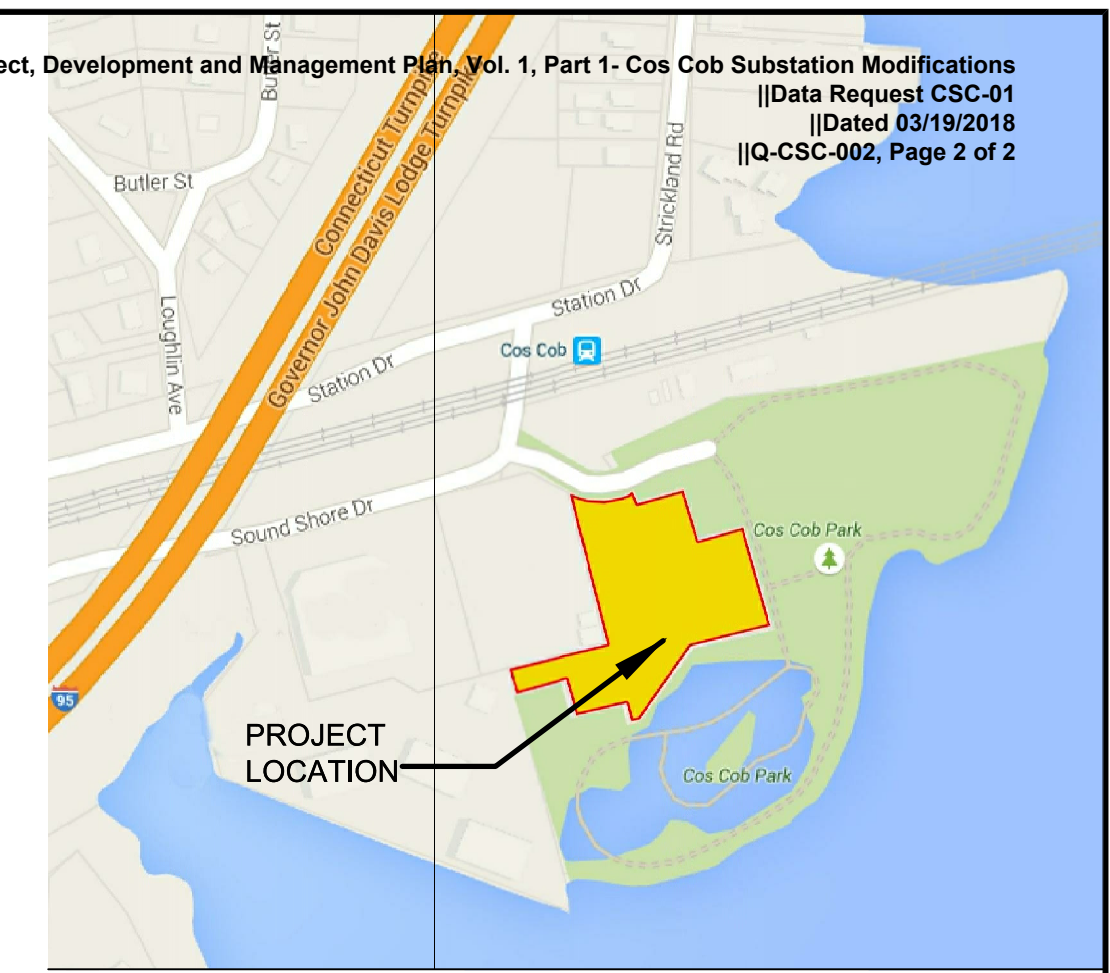 ect, Development and Management Plan, Vol. 1, Part 1- Cos Cob Substation Modifications
||Data Request CSC-01
||Dated 03/19/2018
||Q-CSC-002, Page 2 of 2
Butler St
Butler St
Connecticut Turnpike
Governor John Davis Lodge Turnpike
Strickland Rd
Loughlin Ave
Station Dr
Cos Cob
Station Dr
Sound Shore Dr
Cos Cob Park
95
PROJECT
LOCATION
Cos Cob Park